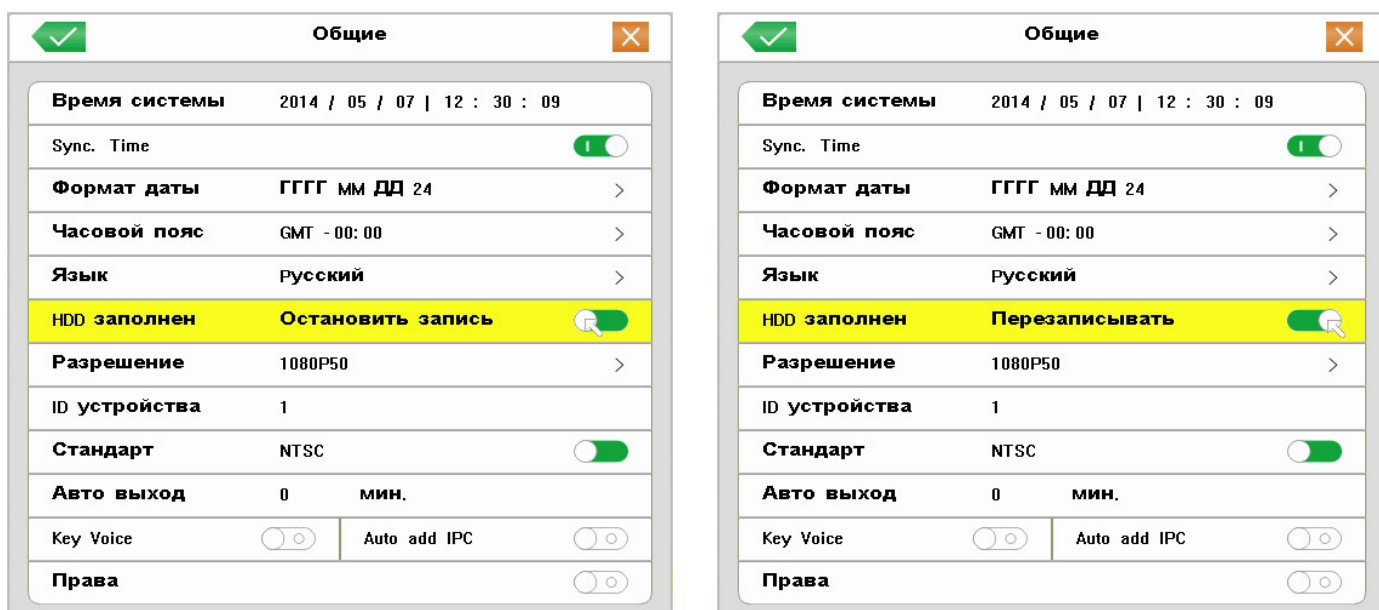 Общие
Время системы 2014 / 05 / 07 | 12 : 30 : 09
Sync. Time
Формат даты ГГГГ ММ ДД 24
Часовой пояс GMT -00:00
Язык Русский
HDD заполнен Остановить запись
Разрешение 1080P50
ID устройства 1
Стандарт NTSC
Авто выход 0 мин.
Key Voice Auto add IPC
Права
Общие
Время системы 2014 / 05 / 07 | 12 : 30 : 09
Sync. Time
Формат даты ГГГГ ММ ДД 24
Часовой пояс GMT -00:00
Язык Русский
HDD заполнен Перезаписывать
Разрешение 1080P50
ID устройства 1
Стандарт NTSC
Авто выход 0 мин.
Key Voice Auto add IPC
Права